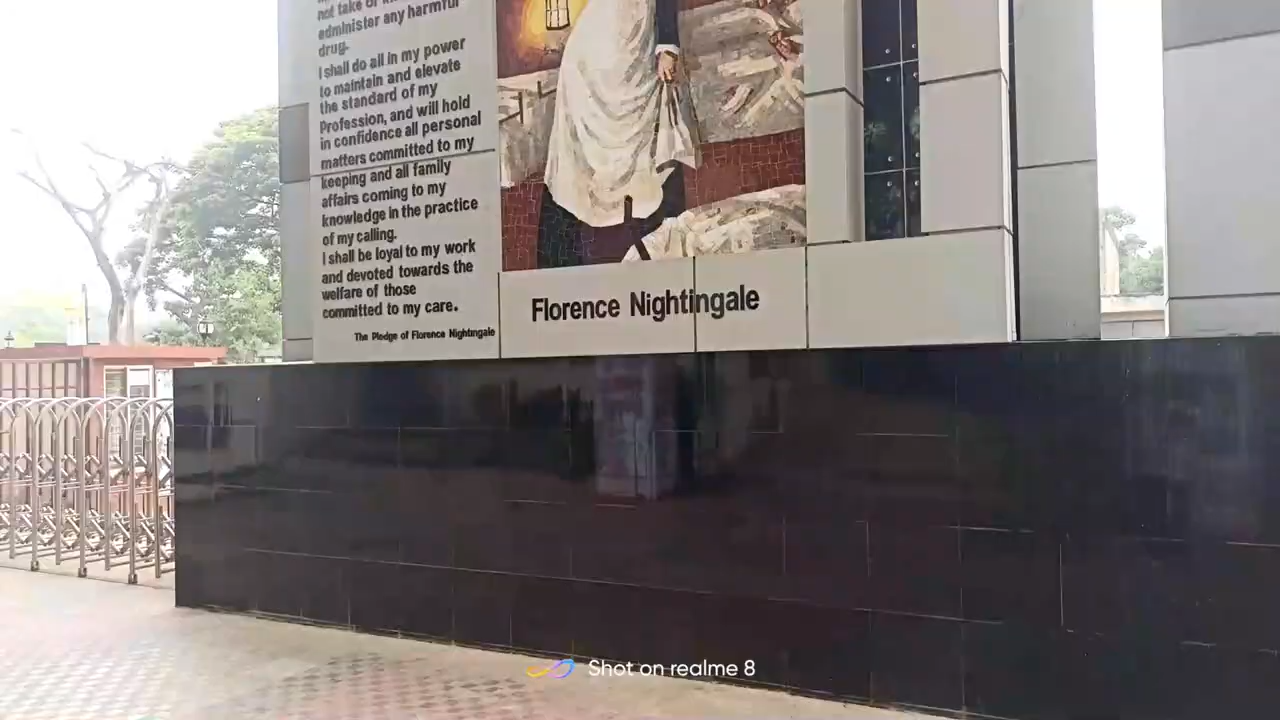 not take or
administer any harmful
drug.
I shall do all in my power
to maintain and elevate
the standard of my
Profession, and will hold
in confidence all personal
matters committed to my
keeping and all family
affairs coming to my
knowledge in the practice
of my calling.
I shall be loyal to my work
and devoted towards the
welfare of those
committed to my care.
The Pledge of Florence Nightingale
Florence Nightingale
Shot on realme 8